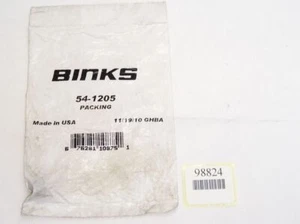 BINKS
54-1205
PACKING
Made in USA 11/19/10 GHBA
98824